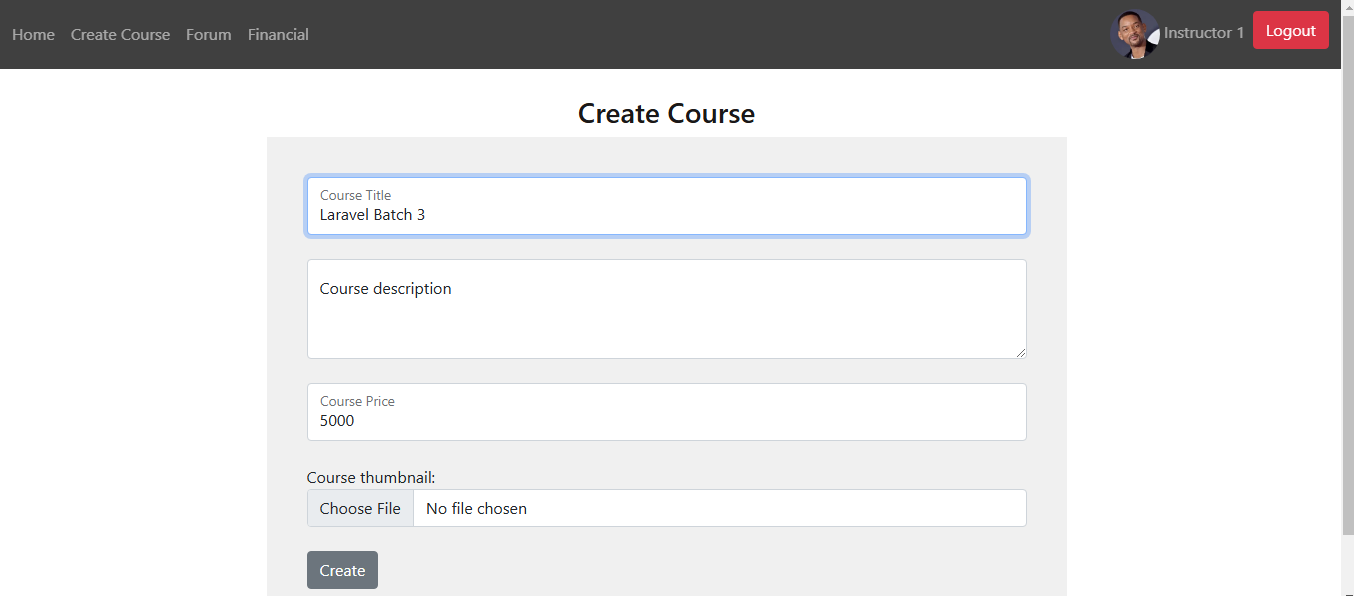 Home Create Course Forum Financial Instructor 1 Logout
Create Course
Course Title
Laravel Batch 3
Course description
Course Price
5000
Course thumbnail:
Choose File No file chosen
Create